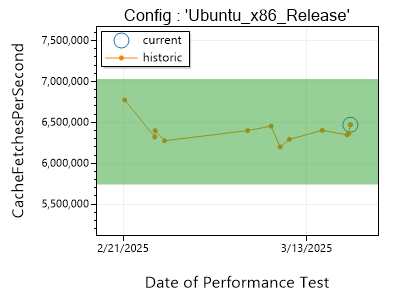 Config : 'Ubuntu_x86_Release'
current
historic
CacheFetchesPerSecond
7,500,000
7,000,000
6,500,000
6,000,000
5,500,000
2/21/2025
3/13/2025
Date of Performance Test